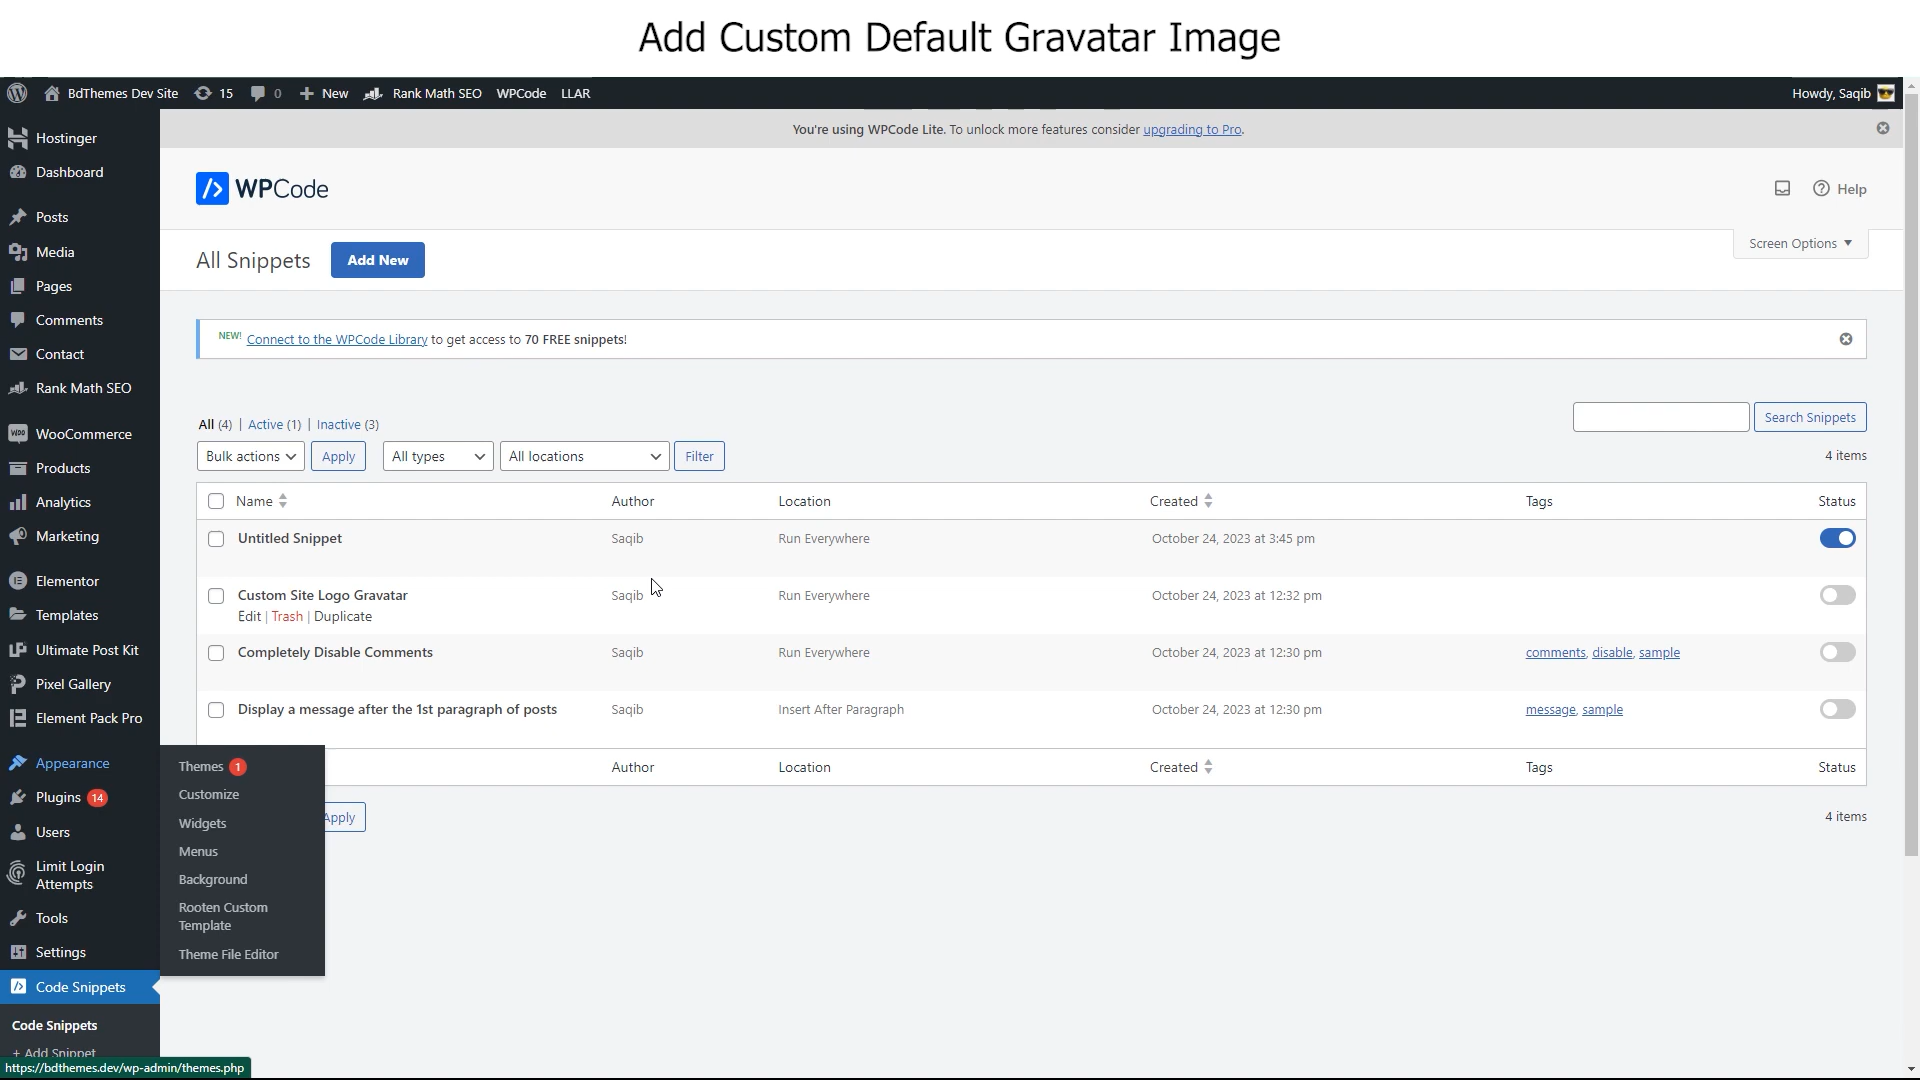 Add Custom Default Gravatar Image
BdThemes Dev Site 15 0 New Rank Math SEO WPCode LLAR Howdy, Saqib
Hostinger
Dashboard
Posts
Media
Pages
Comments
Contact
Rank Math SEO
WooCommerce
Products
Analytics
Marketing
Elementor
Templates
Ultimate Post Kit
Pixel Gallery
Element Pack Pro
Appearance
Plugins 14
Users
Limit Login
Attempts
Tools
Settings
Code Snippets
Code Snippets
+ Add Snippet
https://bdthemes.dev/wp-admin/themes.php
Themes 1
Customize
Widgets
Menus
Background
Rooten Custom
Template
Theme File Editor
You're using WPCode Lite. To unlock more features consider upgrading to Pro.
WPCode
Help
All Snippets Add New
Screen Options
NEW! Connect to the WPCode Library to get access to 70 FREE snippets!
All (4) | Active (1) | Inactive (3)
Search Snippets
Bulk actions Apply All types All locations Filter
4 items
Name Author Location Created Tags Status
Untitled Snippet Saqib Run Everywhere October 24, 2023 at 3:45 pm
Custom Site Logo Gravatar Saqib Run Everywhere October 24, 2023 at 12:32 pm
Edit | Trash | Duplicate
Completely Disable Comments Saqib Run Everywhere October 24, 2023 at 12:30 pm comments, disable, sample
Display a message after the 1st paragraph of posts Saqib Insert After Paragraph October 24, 2023 at 12:30 pm message, sample
Author Location Created Tags Status
Apply
4 items